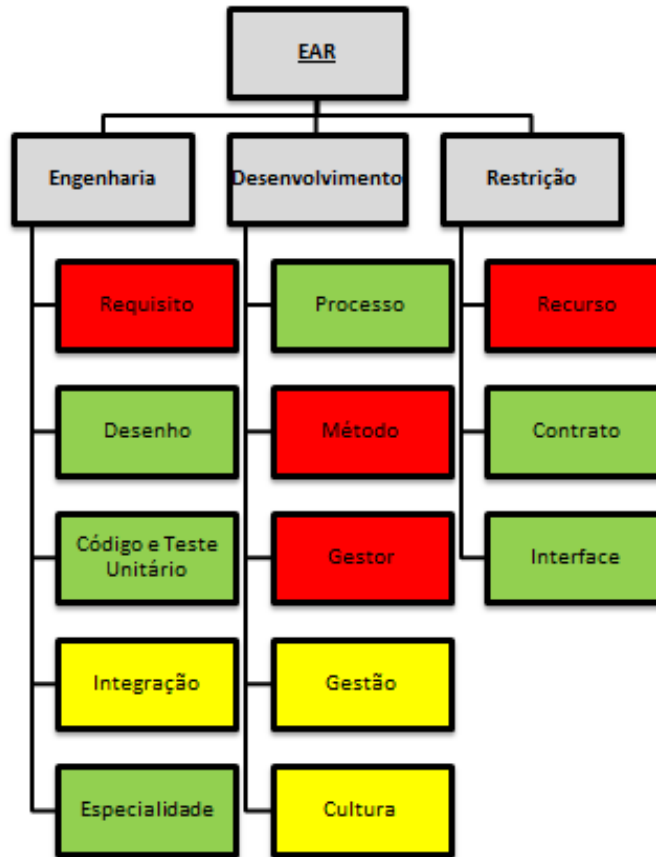 EAR
Engenharia
Desenvolvimento
Restrição
Requisito
Processo
Recurso
Desenho
Método
Contrato
Código e Teste
Unitário
Gestor
Interface
Integração
Gestão
Especialidade
Cultura